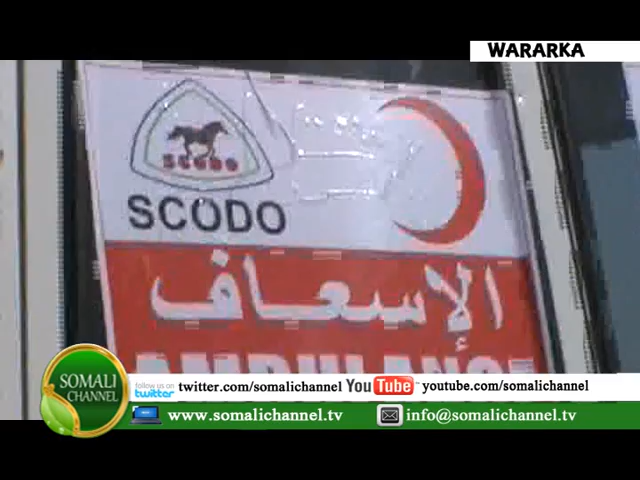 WARARKA
SCODO
SCODO
الإسعاف
AMBULANCE
SOMALI
CHANNEL
follow us on
twitter
twitter.com/somalichannel
YouTube
youtube.com/somalichannel
www.somalichannel.tv
info@somalichannel.tv